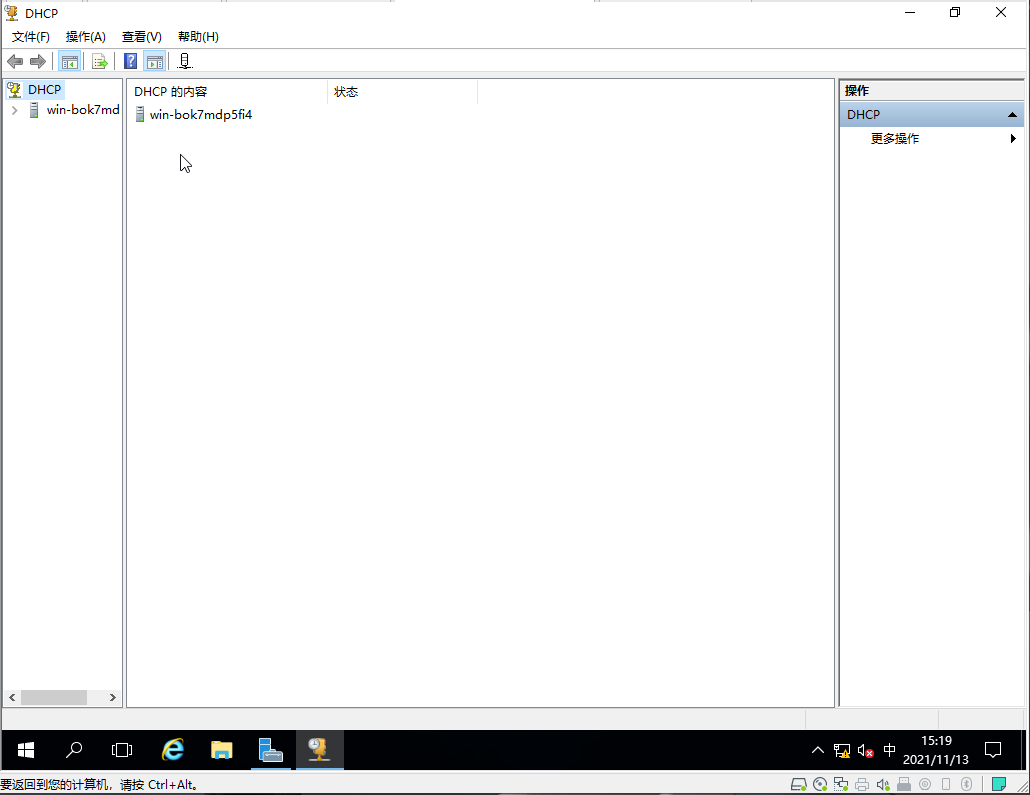 DHCP
文件(F) 操作(A) 查看(V) 帮助(H)
DHCP
win-bok7md
DHCP 的内容 状态
win-bok7mdp5fi4
操作
DHCP
更多操作
中
15:19
2021/11/13
要返回到您的计算机，请按 Ctrl+Alt。